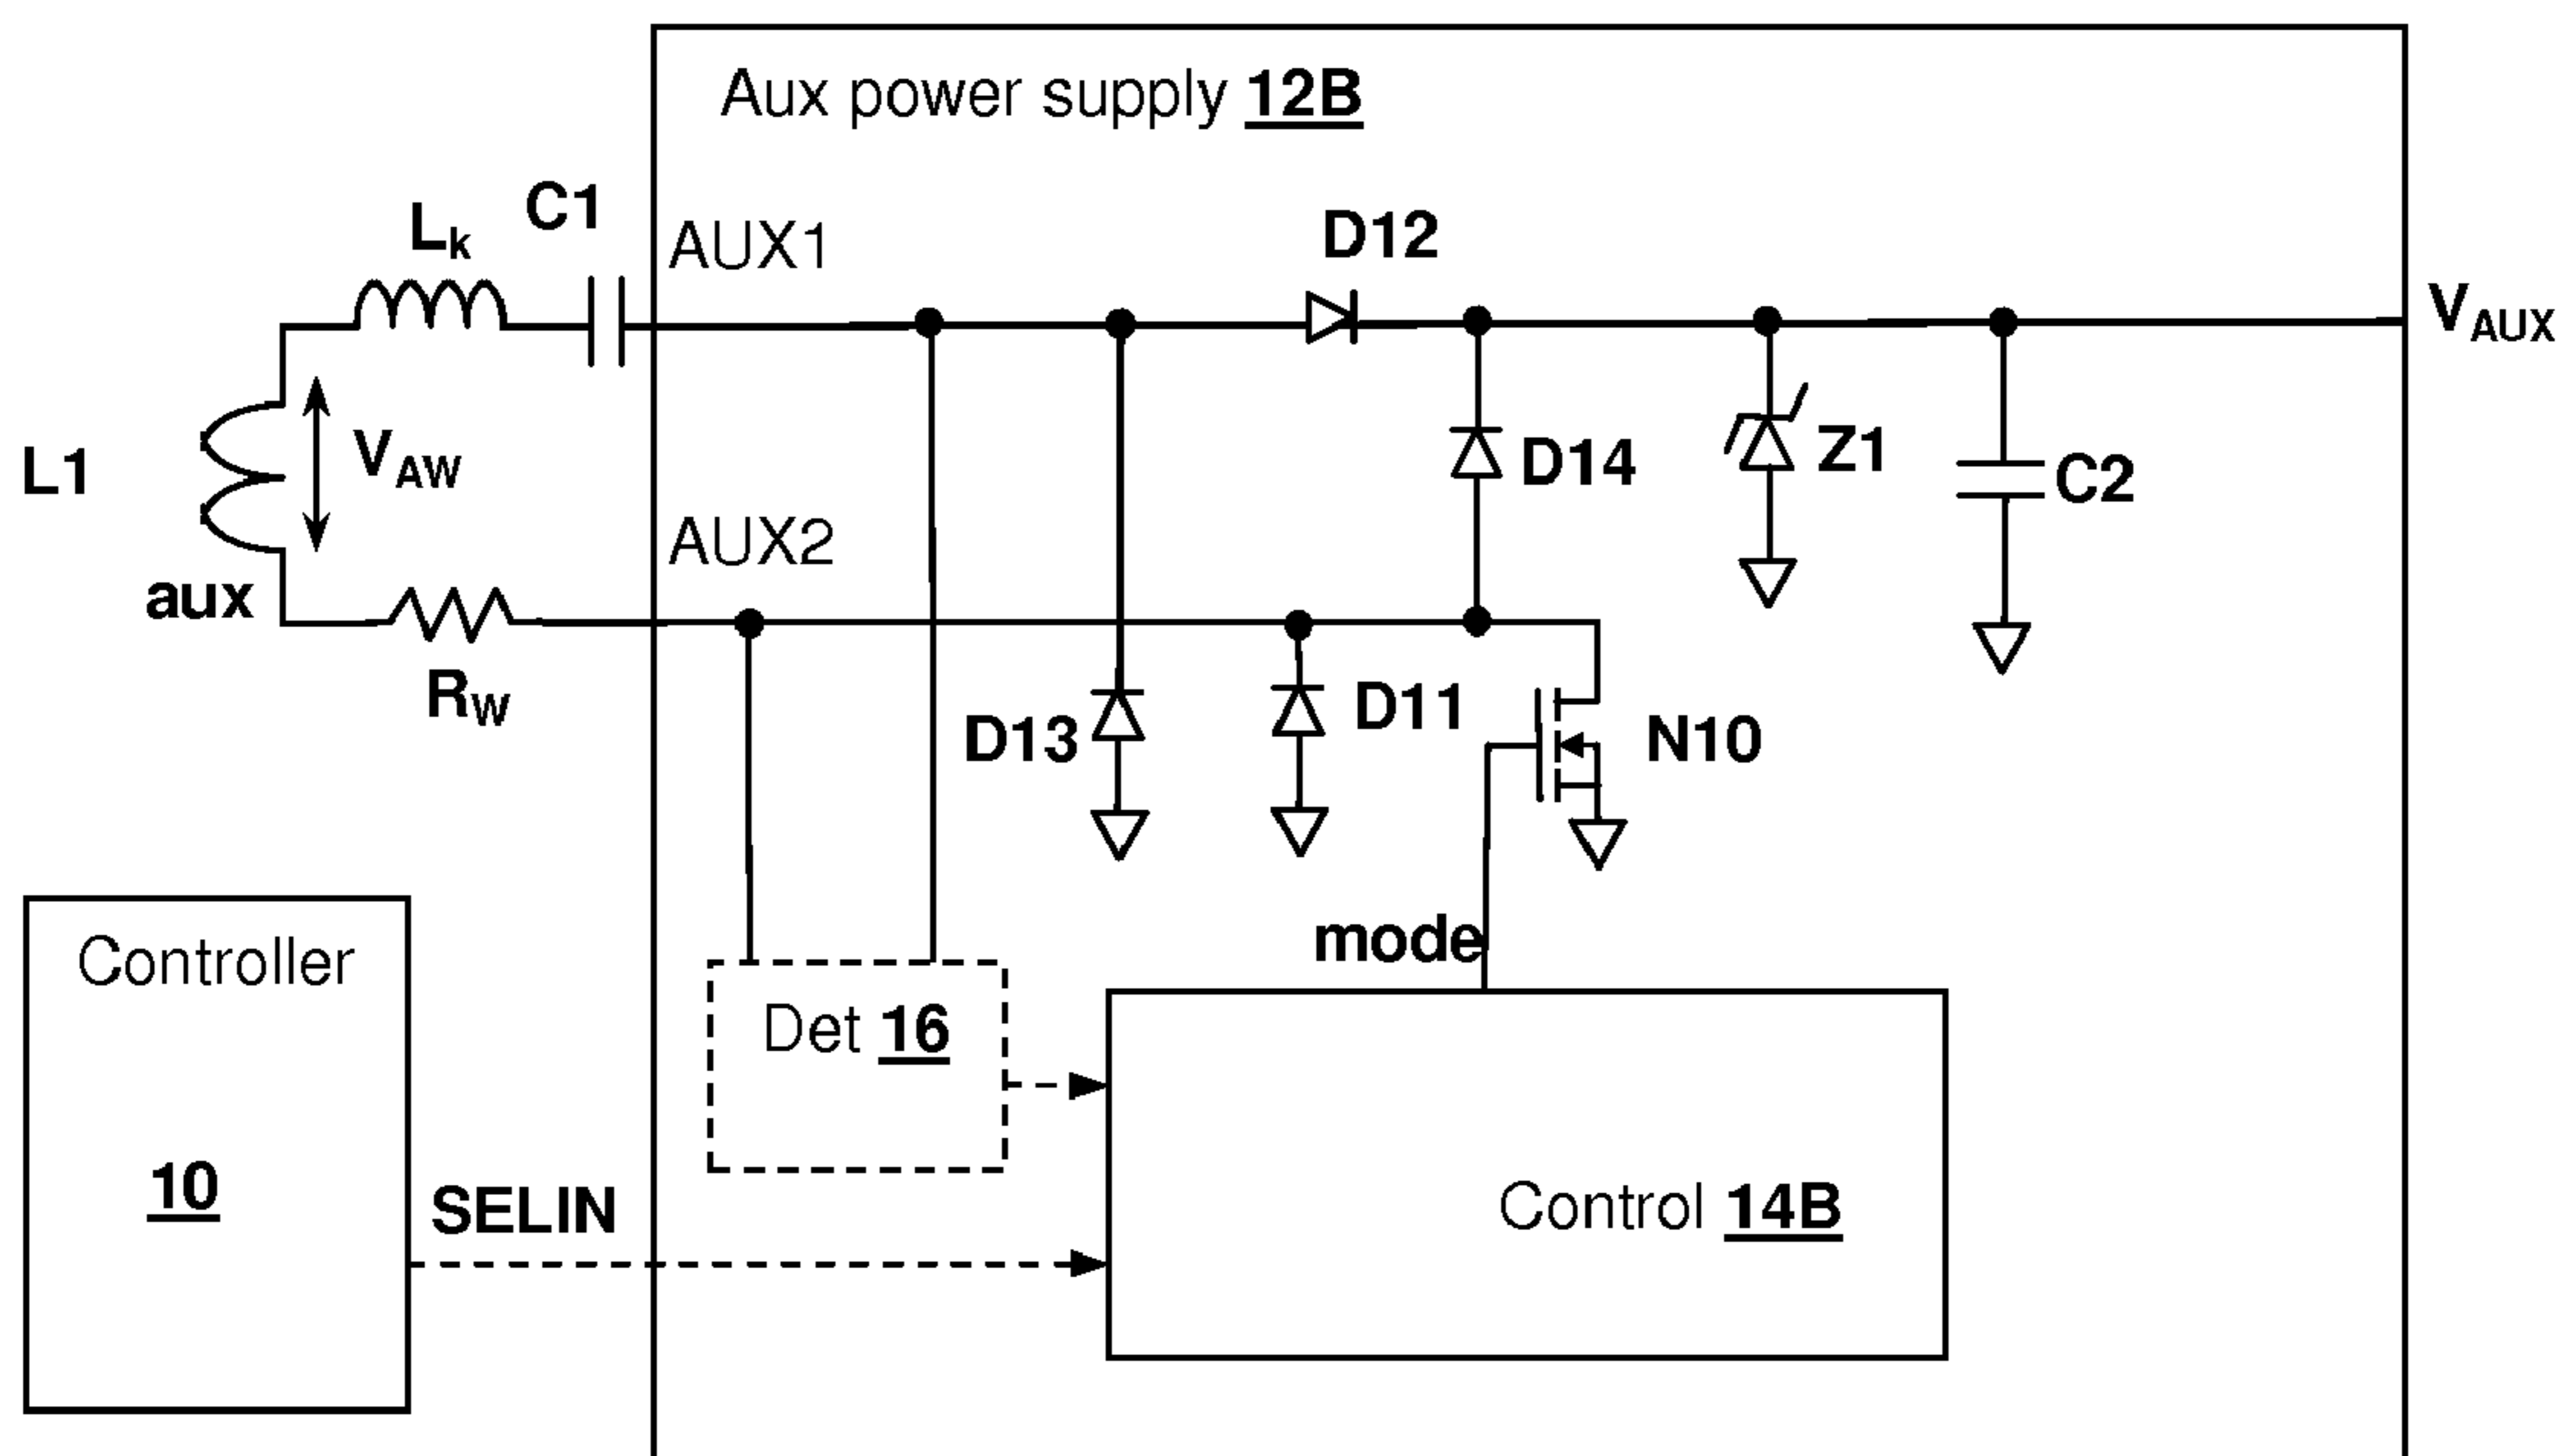 Aux power supply 12B
C1
Lk
AUX1
D12
VAUX
L1
VAW
D14
Z1
C2
AUX2
aux
RW
D13
D11
N10
Controller
10
mode
Det 16
SELIN
Control 14B